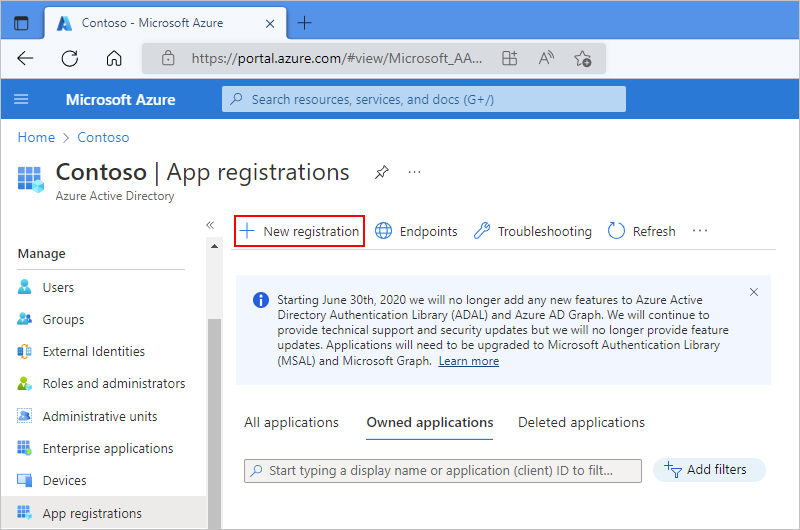 Contoso - Microsoft Azure
https://portal.azure.com/#view/Microsoft_AA...
Microsoft Azure
Search resources, services, and docs (G+/)
Home > Contoso
Contoso | App registrations
Azure Active Directory
New registration
Endpoints
Troubleshooting
Refresh
Manage
Users
Groups
External Identities
Roles and administrators
Administrative units
Enterprise applications
Devices
App registrations
Starting June 30th, 2020 we will no longer add any new features to Azure Active
Directory Authentication Library (ADAL) and Azure AD Graph. We will continue to
provide technical support and security updates but we will no longer provide feature
updates. Applications will need to be upgraded to Microsoft Authentication Library
(MSAL) and Microsoft Graph. Learn more
All applications
Owned applications
Deleted applications
Start typing a display name or application (client) ID to filt...
Add filters